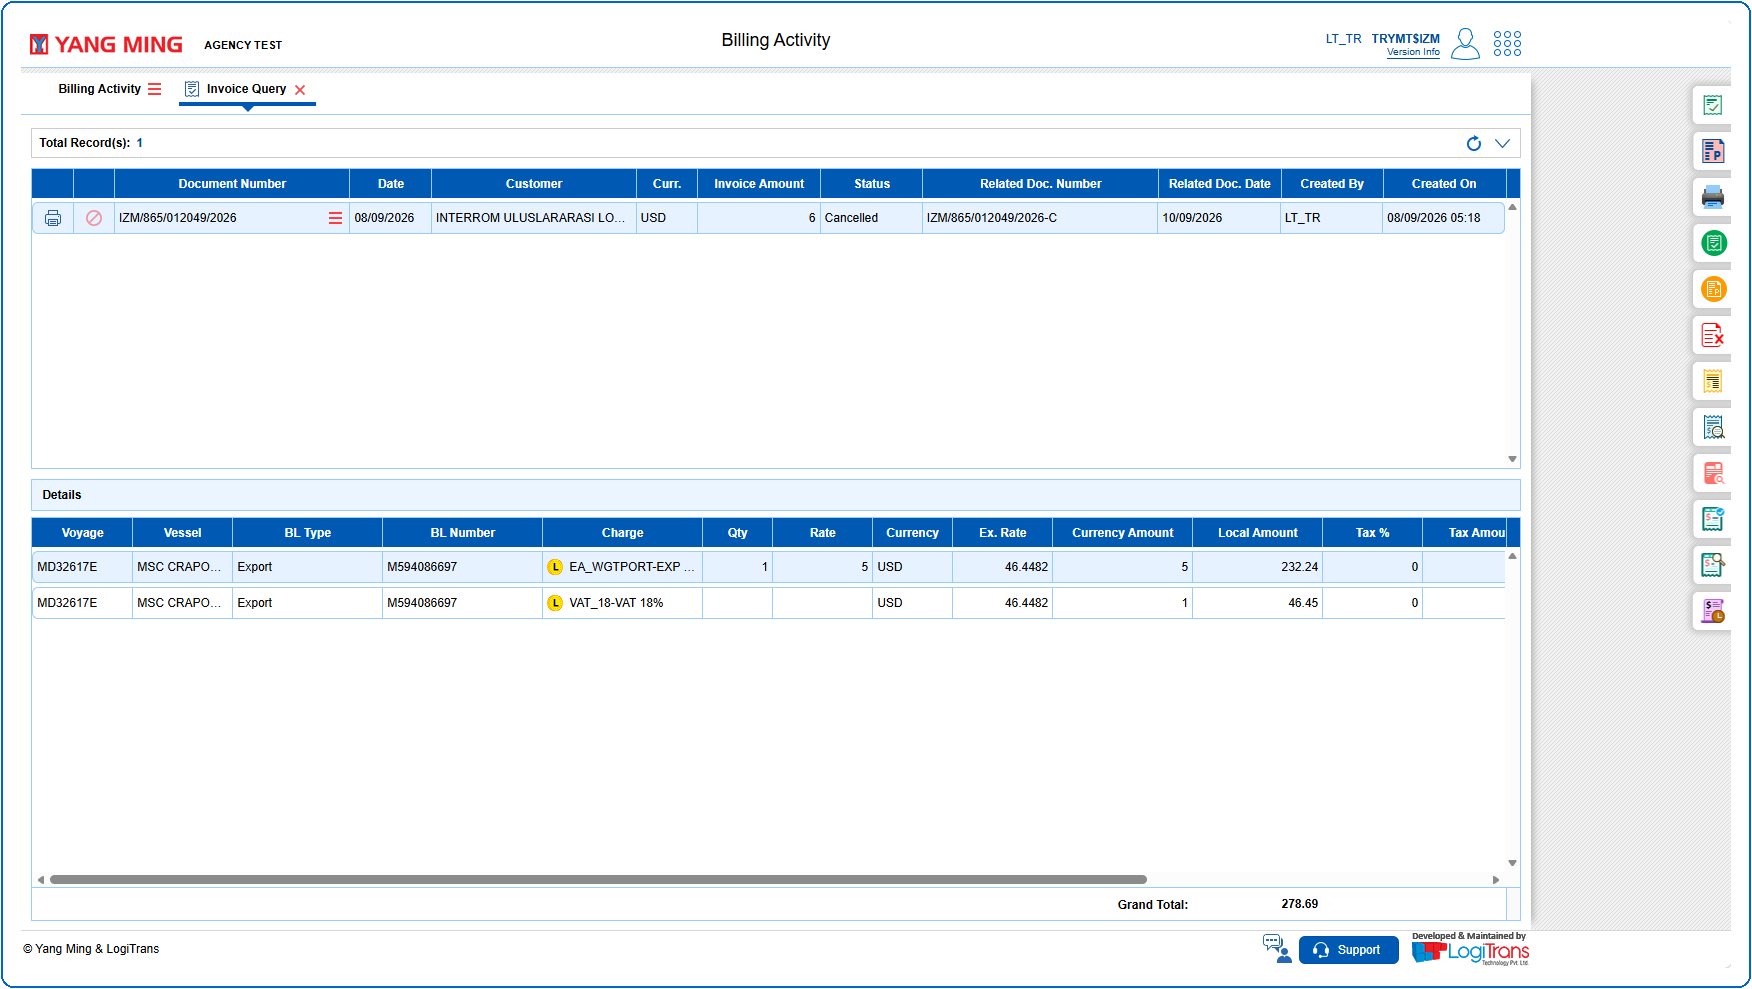 YANG MING AGENCY TEST
Billing Activity
LT_TR TRYMT$IZM
Version Info
Billing Activity
Invoice Query
Total Record(s): 1
Document Number Date Customer Curr. Invoice Amount Status Related Doc. Number Related Doc. Date Created By Created On
IZM/865/012049/2026 08/09/2026 INTERROM ULUSLARARASI LO... USD 6 Cancelled IZM/865/012049/2026-C 10/09/2026 LT_TR 08/09/2026 05:18
Details
Voyage Vessel BL Type BL Number Charge Qty Rate Currency Ex. Rate Currency Amount Local Amount Tax % Tax Amou
MD32617E MSC CRAPO... Export M594086697 L EA_WGTPORT-EXP ... 1 5 USD 46.4482 5 232.24 0
MD32617E MSC CRAPO... Export M594086697 L VAT_18-VAT 18% USD 46.4482 1 46.45 0
Grand Total: 278.69
© Yang Ming & LogiTrans
Support
Developed & Maintained by
LogiTrans
Technology Pvt. Ltd.